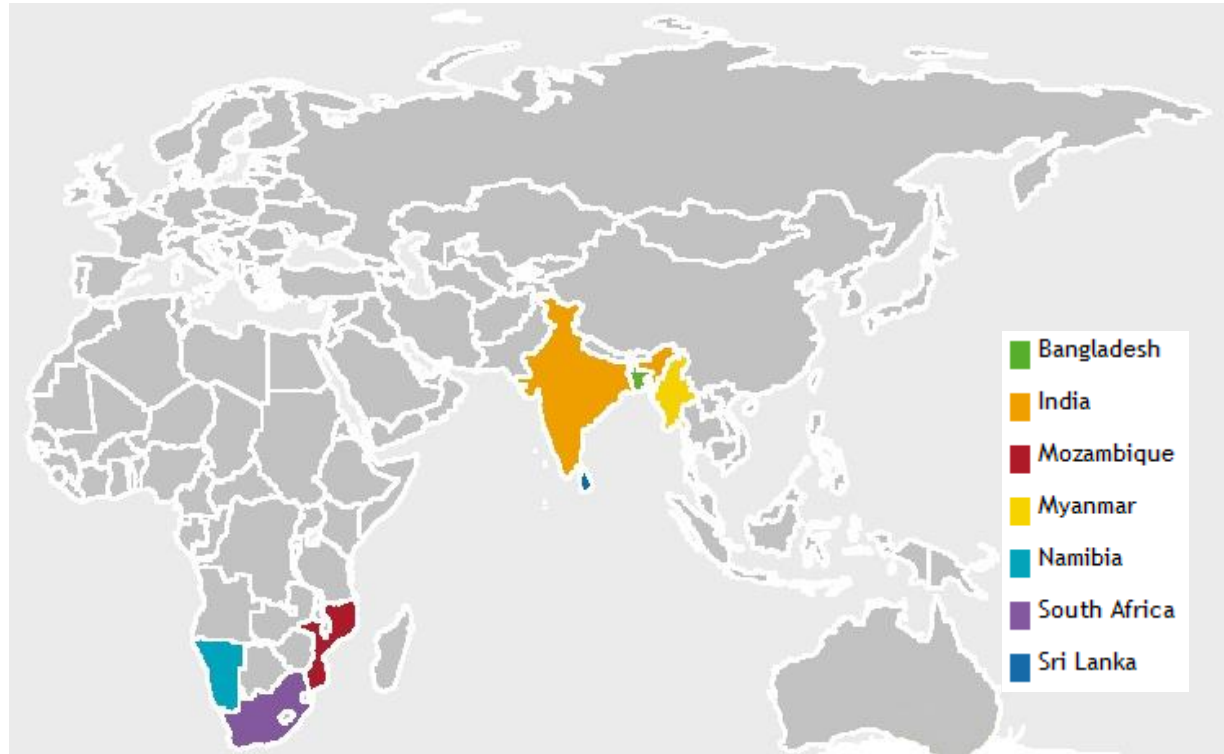 Bangladesh
India
Mozambique
Myanmar
Namibia
South Africa
Sri Lanka